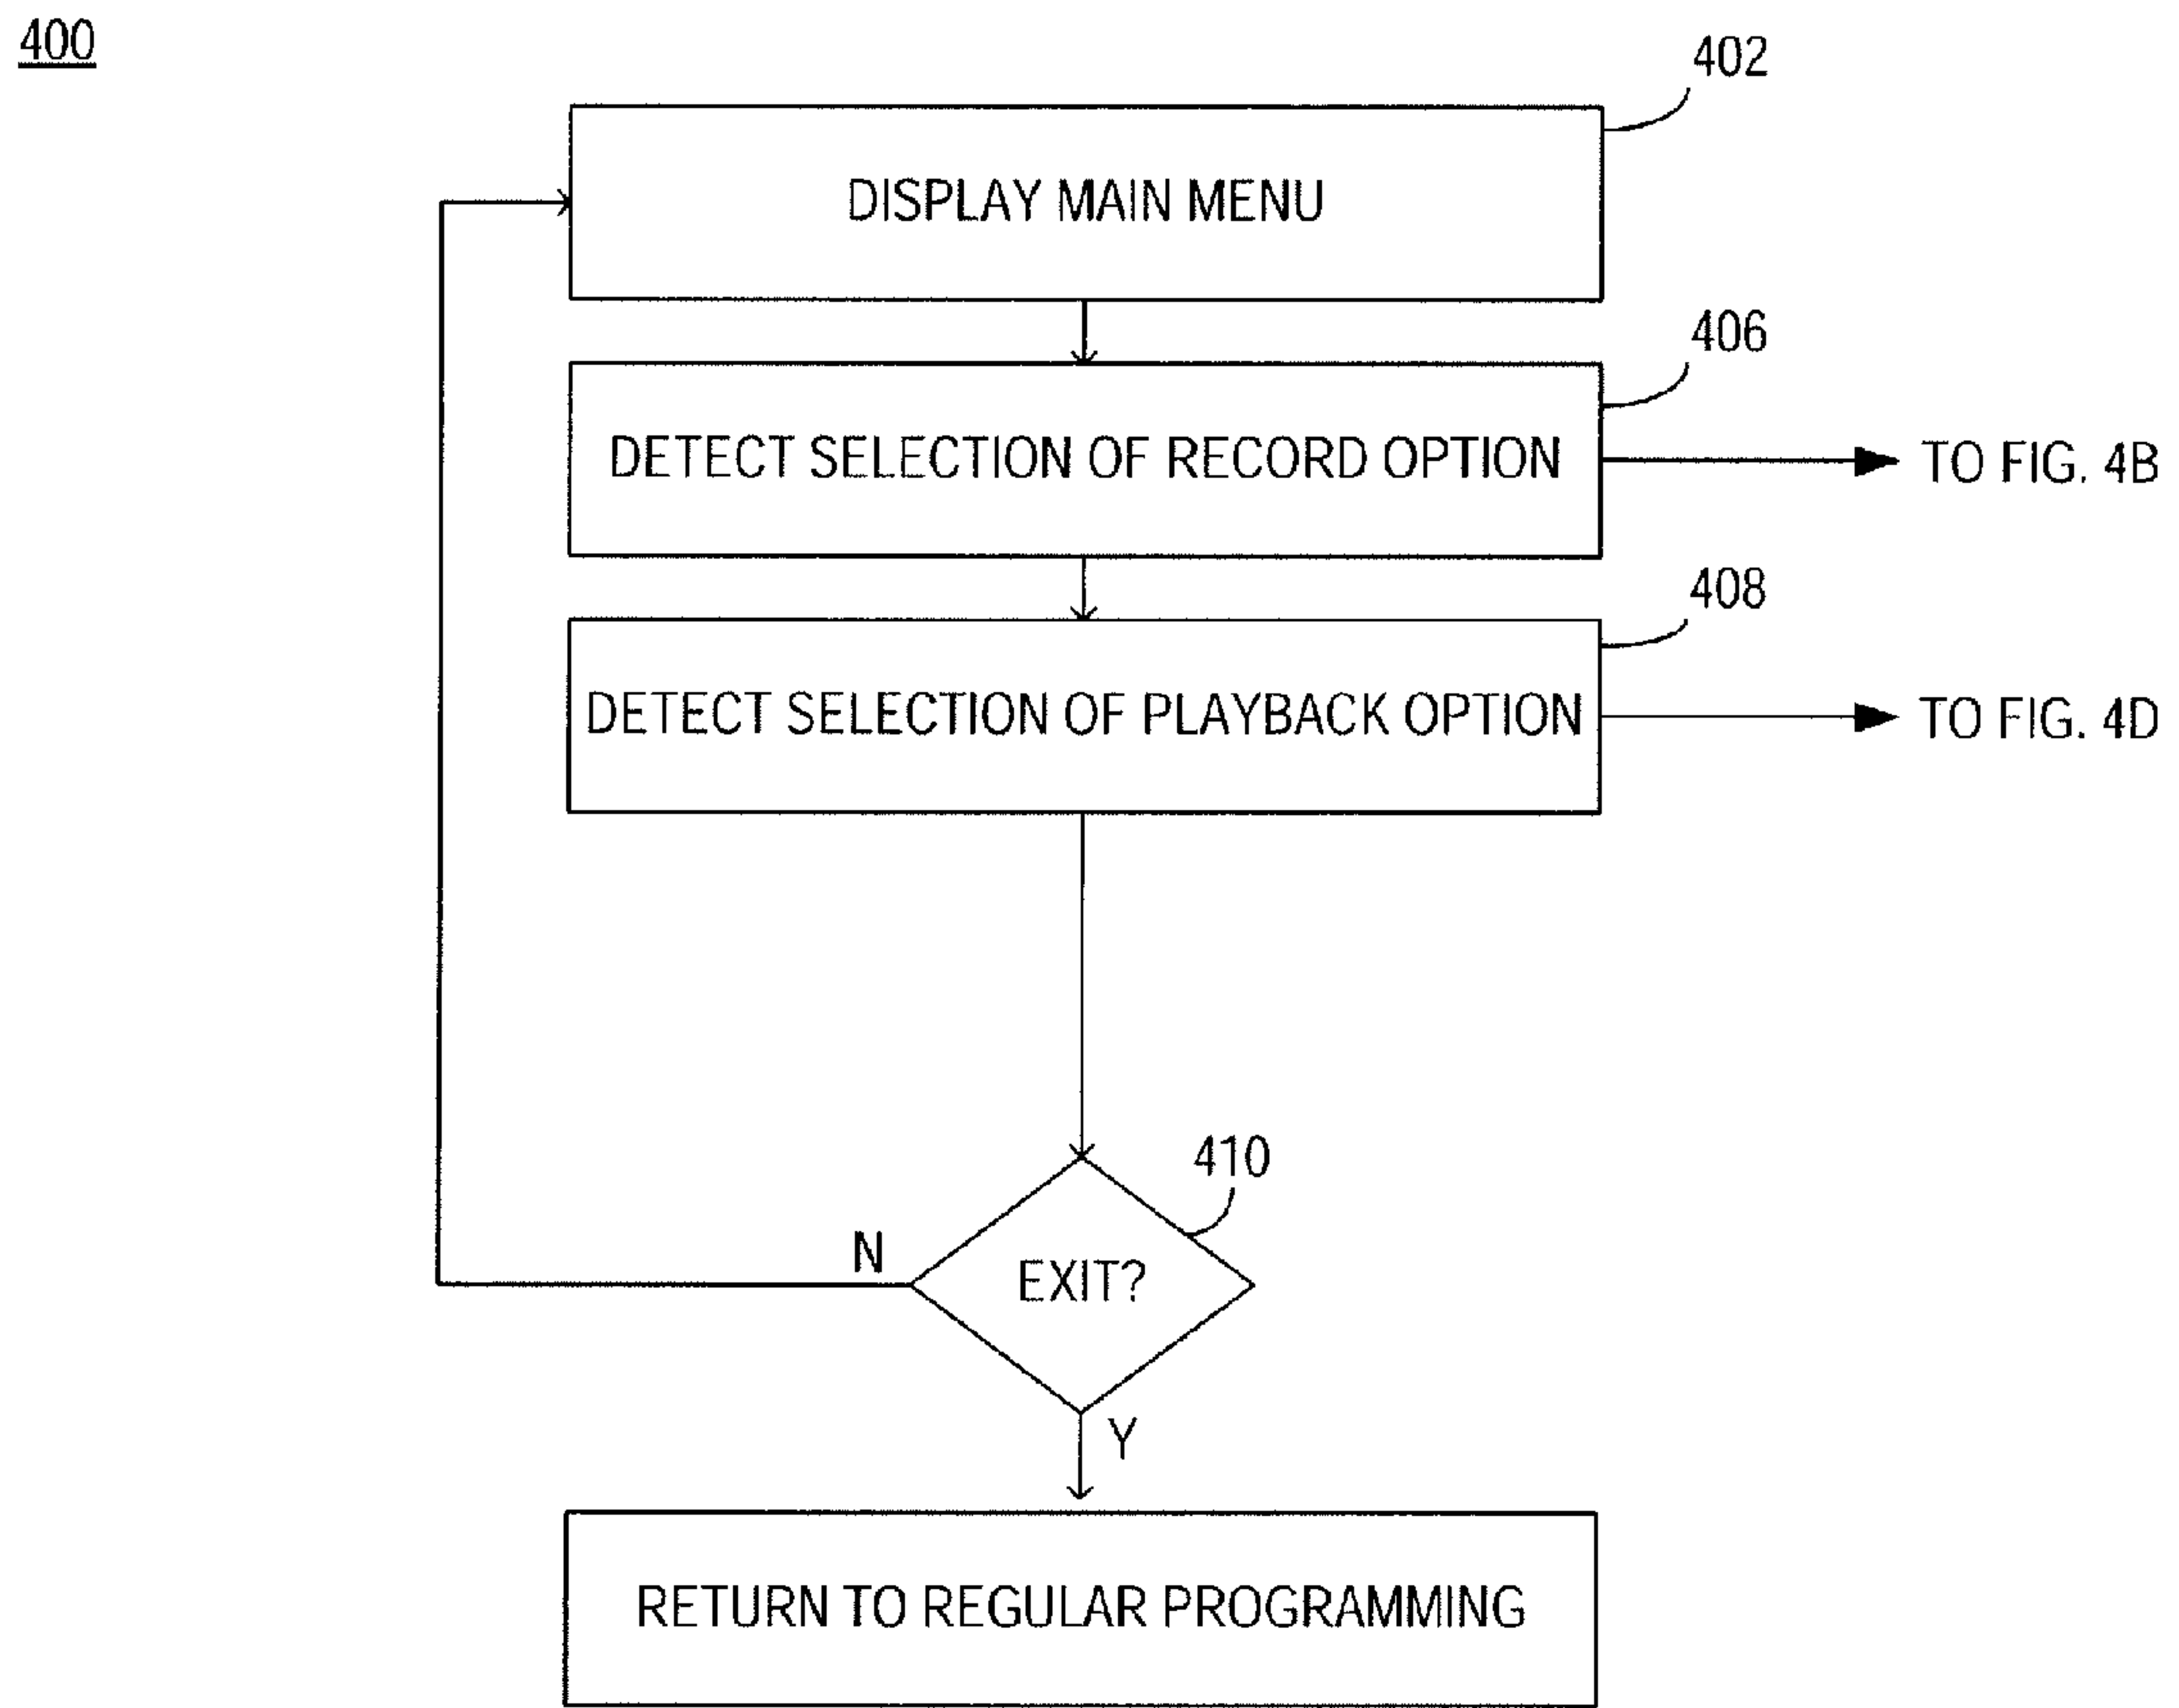 400
402
DISPLAY MAIN MENU
406
DETECT SELECTION OF RECORD OPTION
TO FIG. 4B
408
DETECT SELECTION OF PLAYBACK OPTION
TO FIG. 4D
410
N
EXIT?
Y
RETURN TO REGULAR PROGRAMMING